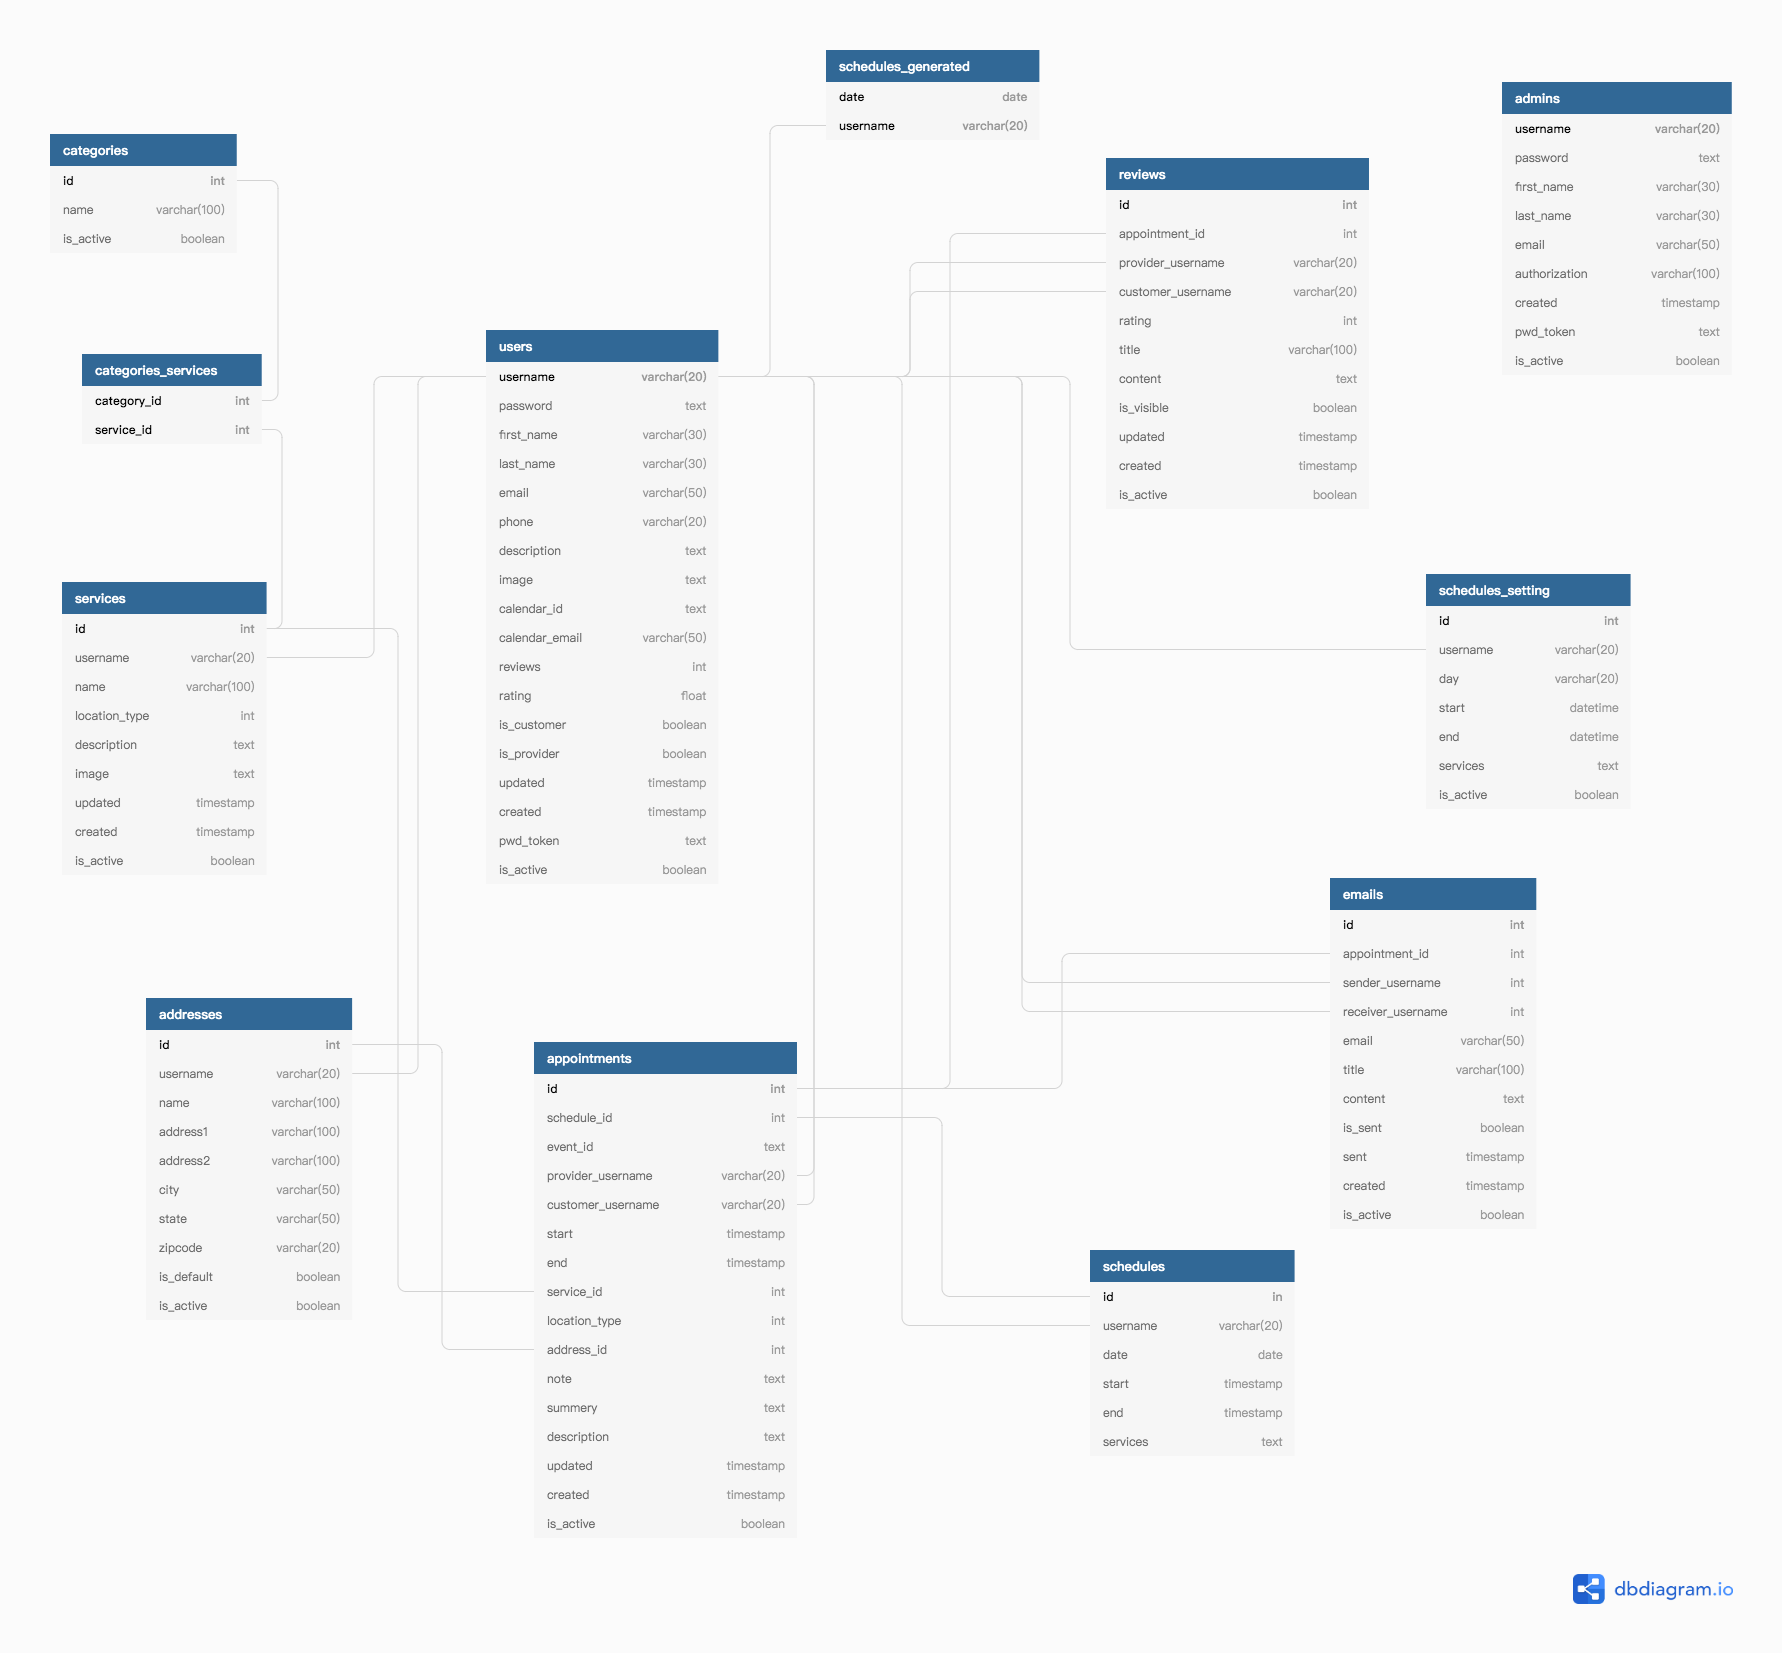 schedules_generated
date date
username varchar(20)
admins
username varchar(20)
password text
first_name varchar(30)
last_name varchar(30)
email varchar(50)
authorization varchar(100)
created timestamp
pwd_token text
is_active boolean
categories
id int
name varchar(100)
is_active boolean
reviews
id int
appointment_id int
provider_username varchar(20)
customer_username varchar(20)
rating int
title varchar(100)
content text
is_visible boolean
updated timestamp
created timestamp
is_active boolean
users
username varchar(20)
password text
first_name varchar(30)
last_name varchar(30)
email varchar(50)
phone varchar(20)
description text
image text
calendar_id text
calendar_email varchar(50)
reviews int
rating float
is_customer boolean
is_provider boolean
updated timestamp
created timestamp
pwd_token text
is_active boolean
categories_services
category_id int
service_id int
services
id int
username varchar(20)
name varchar(100)
location_type int
description text
image text
updated timestamp
created timestamp
is_active boolean
schedules_setting
id int
username varchar(20)
day varchar(20)
start datetime
end datetime
services text
is_active boolean
emails
id int
appointment_id int
sender_username int
receiver_username int
email varchar(50)
title varchar(100)
content text
is_sent boolean
sent timestamp
created timestamp
is_active boolean
addresses
id int
username varchar(20)
name varchar(100)
address1 varchar(100)
address2 varchar(100)
city varchar(50)
state varchar(50)
zipcode varchar(20)
is_default boolean
is_active boolean
appointments
id int
schedule_id int
event_id text
provider_username varchar(20)
customer_username varchar(20)
start timestamp
end timestamp
service_id int
location_type int
address_id int
note text
summery text
description text
updated timestamp
created timestamp
is_active boolean
schedules
id in
username varchar(20)
date date
start timestamp
end timestamp
services text
dbdiagram.io